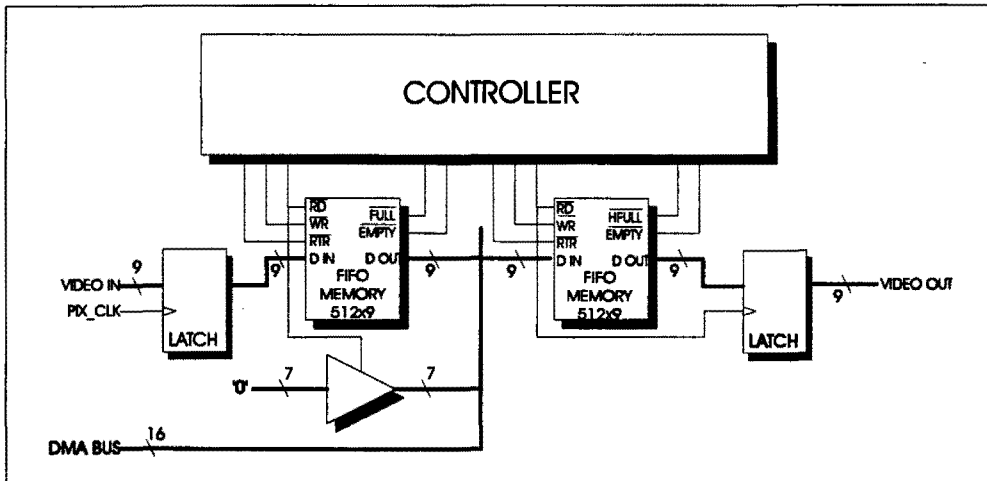 CONTROLLER
RD
WR
RTR
D IN
FULL
EMPTY
D OUT
FIFO
MEMORY
512x9
RD
WR
RTR
D IN
HFULL
EMPTY
D OUT
FIFO
MEMORY
512x9
VIDEO IN
9
PIX_CLK
LATCH
9
9
9
9
LATCH
9
VIDEO OUT
'0'
7
7
DMA BUS
16